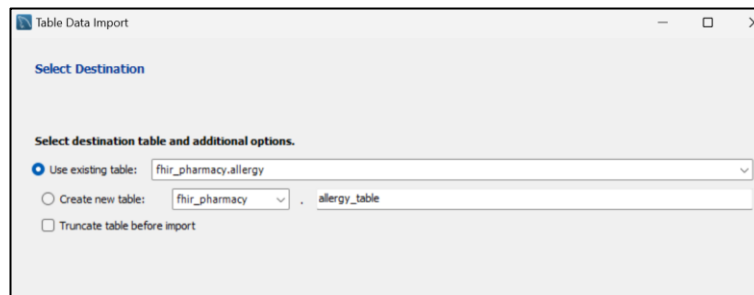 Table Data Import
Select Destination
Select destination table and additional options.
Use existing table: fhir_pharmacy.allergy
Create new table: fhir_pharmacy . allergy_table
Truncate table before import